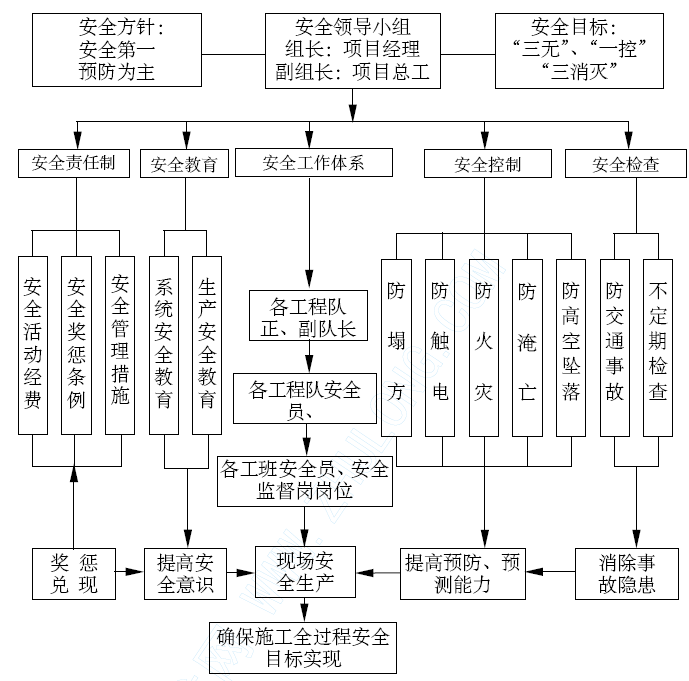 安全方针：
安全第一
预防为主
安全领导小组
组长：项目经理
副组长：项目总工
安全目标：
“三无”、“一控”
“三消灭”
安全责任制
安全教育
安全工作体系
安全控制
安全检查
安全活动经费
安全奖惩条例
安全管理措施
系统安全教育
生产安全教育
各工程队
正、副队长
各工程队安全
员、
各工班安全员、安全
监督岗岗位
防塌方
防触电
防火灾
防淹亡
防高空坠落
防交通事故
不定期检查
奖惩
兑现
提高安
全意识
现场安
全生产
提高预防、预
测能力
消除事
故隐患
确保施工全过程安全
目标实现